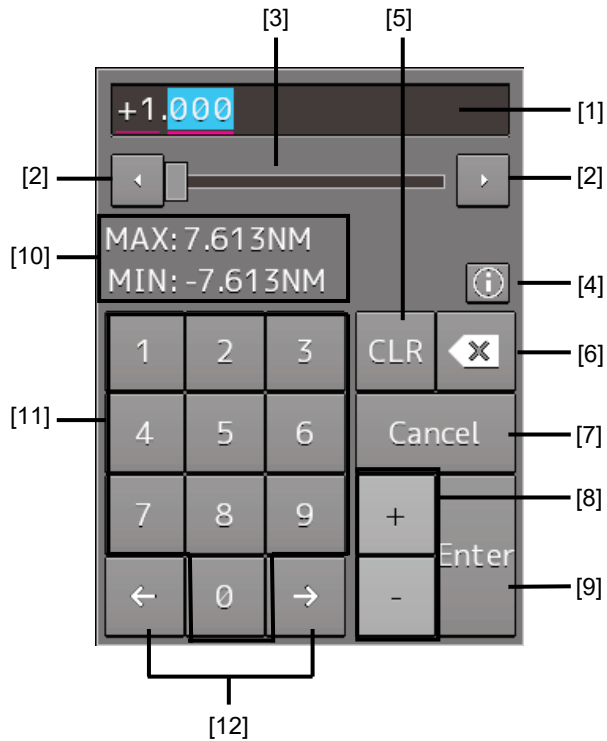 [3] [5]
+1.000 [1]
[2] [2]
MAX:7.613NM
[10]
MIN:-7.613NM [4]
1 2 3 CLR [6]
[11] 4 5 6 Cancel [7]
7 8 9 + [8]
Enter
← 0 → - [9]
[12]